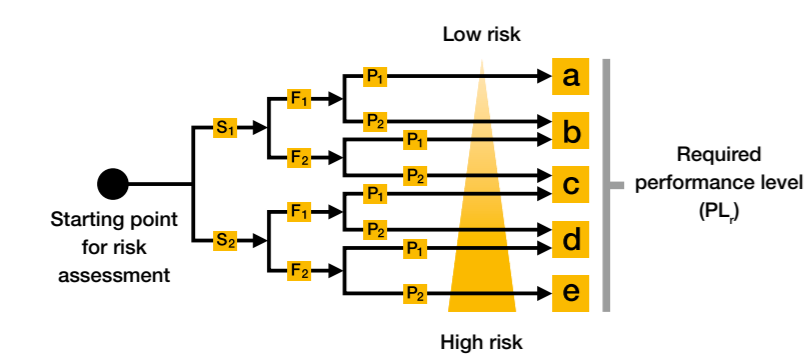 Low risk
P₁
a
F₁
P₂
b
S₁
P₁
F₂
P₂
c
Required
performance level
(PLᵣ)
Starting point
for risk
assessment
P₁
F₁
P₂
d
S₂
P₁
F₂
P₂
e
High risk